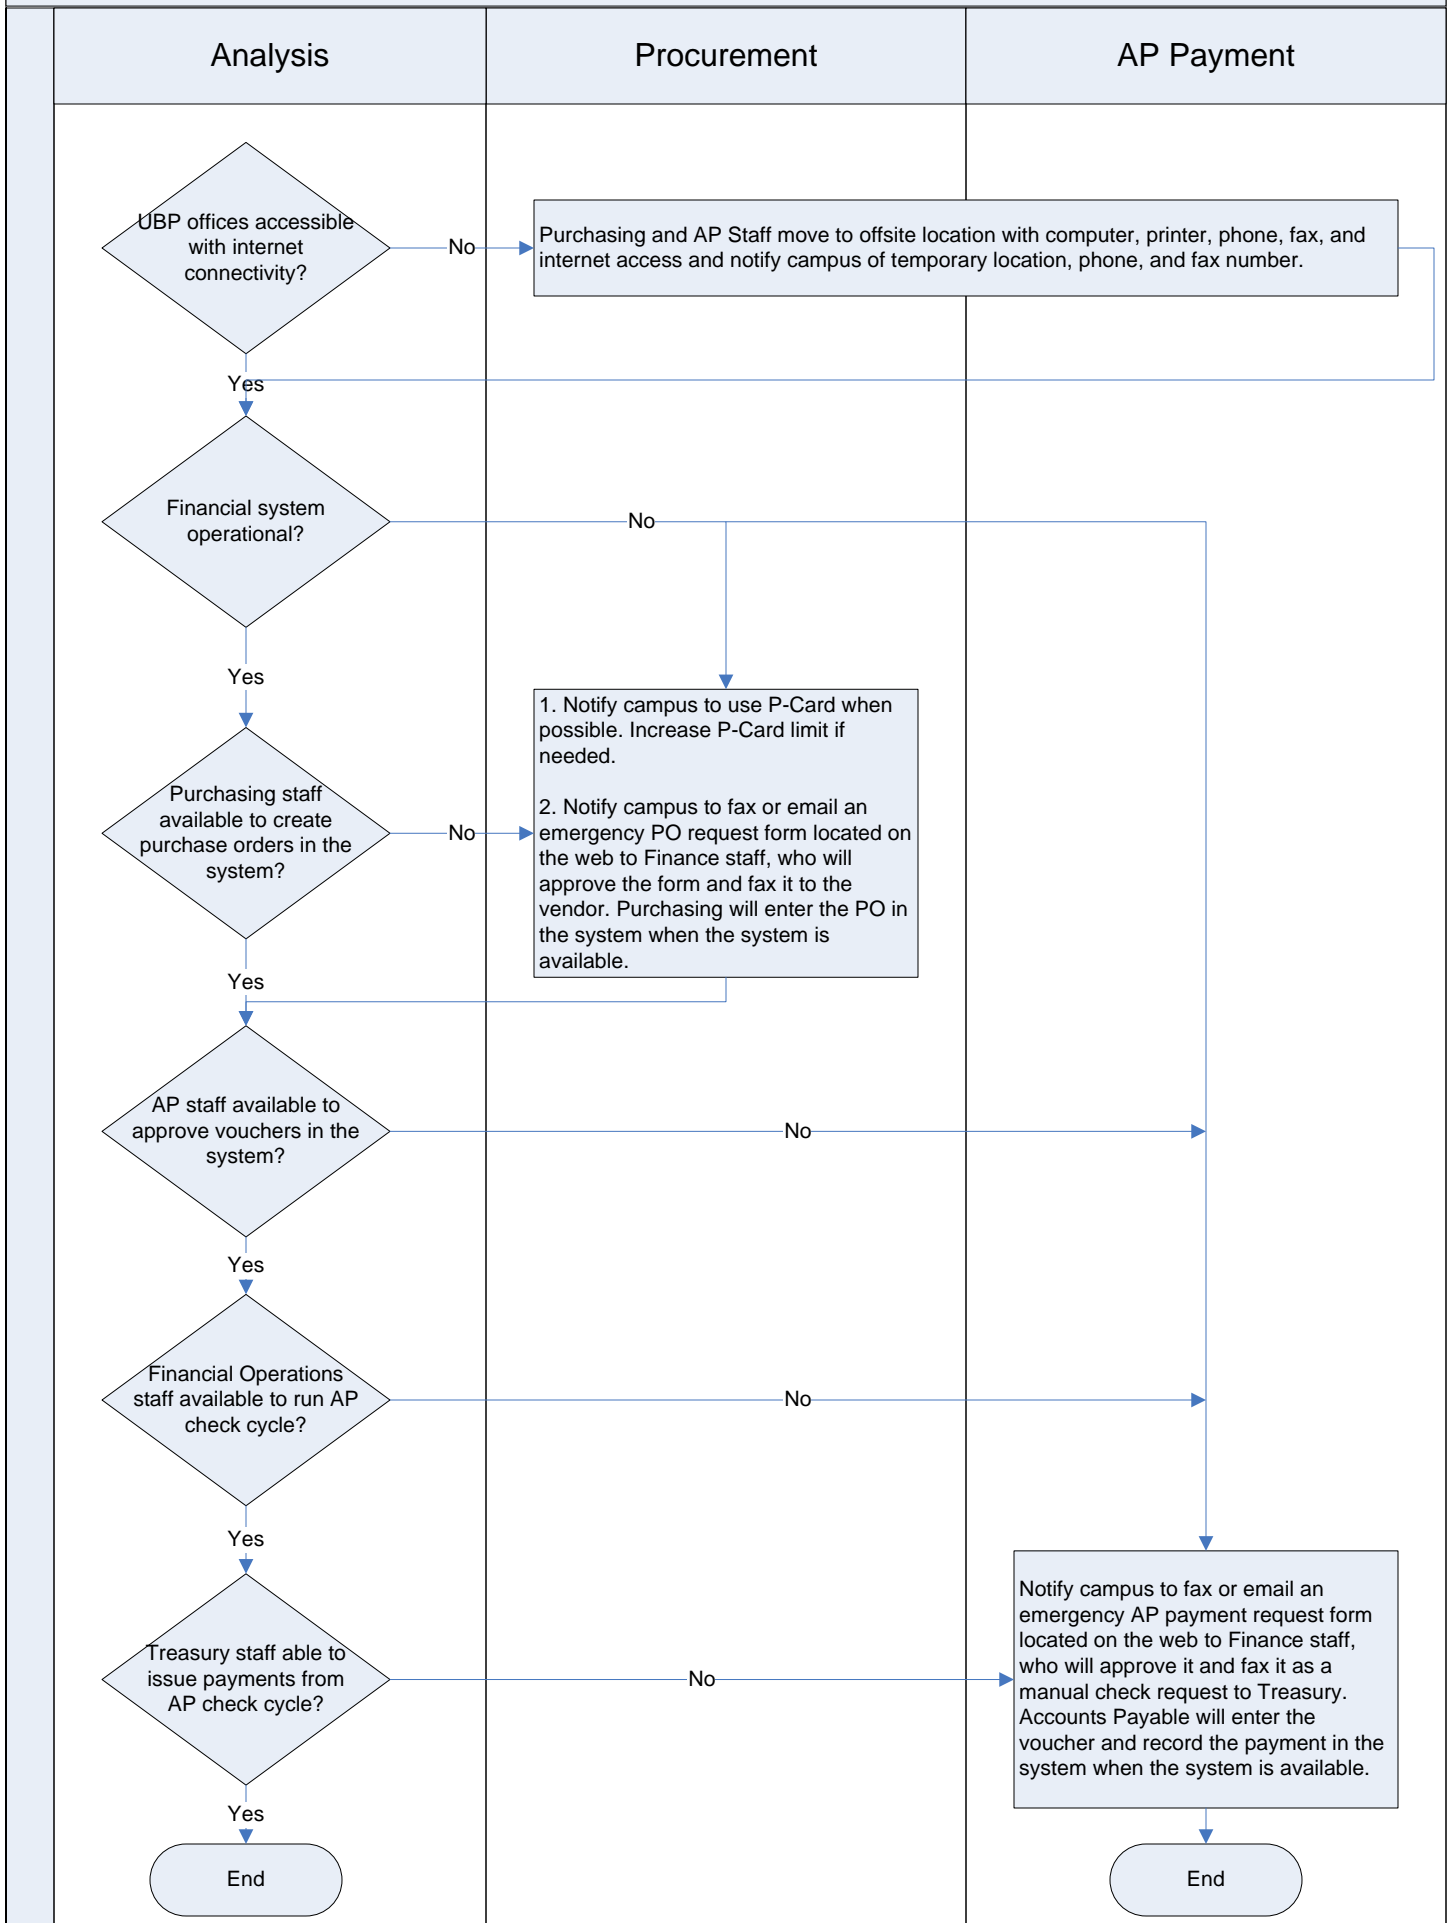 Analysis
Procurement
AP Payment
UBP offices accessible
with internet
connectivity?
No
Purchasing and AP Staff move to offsite location with computer, printer, phone, fax, and
internet access and notify campus of temporary location, phone, and fax number.
Yes
Financial system
operational?
No
Yes
1. Notify campus to use P-Card when
possible. Increase P-Card limit if
needed.
2. Notify campus to fax or email an
emergency PO request form located on
the web to Finance staff, who will
approve the form and fax it to the
vendor. Purchasing will enter the PO in
the system when the system is
available.
Purchasing staff
available to create
purchase orders in the
system?
No
Yes
AP staff available to
approve vouchers in the
system?
No
Yes
Financial Operations
staff available to run AP
check cycle?
No
Yes
Treasury staff able to
issue payments from
AP check cycle?
No
Notify campus to fax or email an
emergency AP payment request form
located on the web to Finance staff,
who will approve it and fax it as a
manual check request to Treasury.
Accounts Payable will enter the
voucher and record the payment in the
system when the system is available.
Yes
End
End